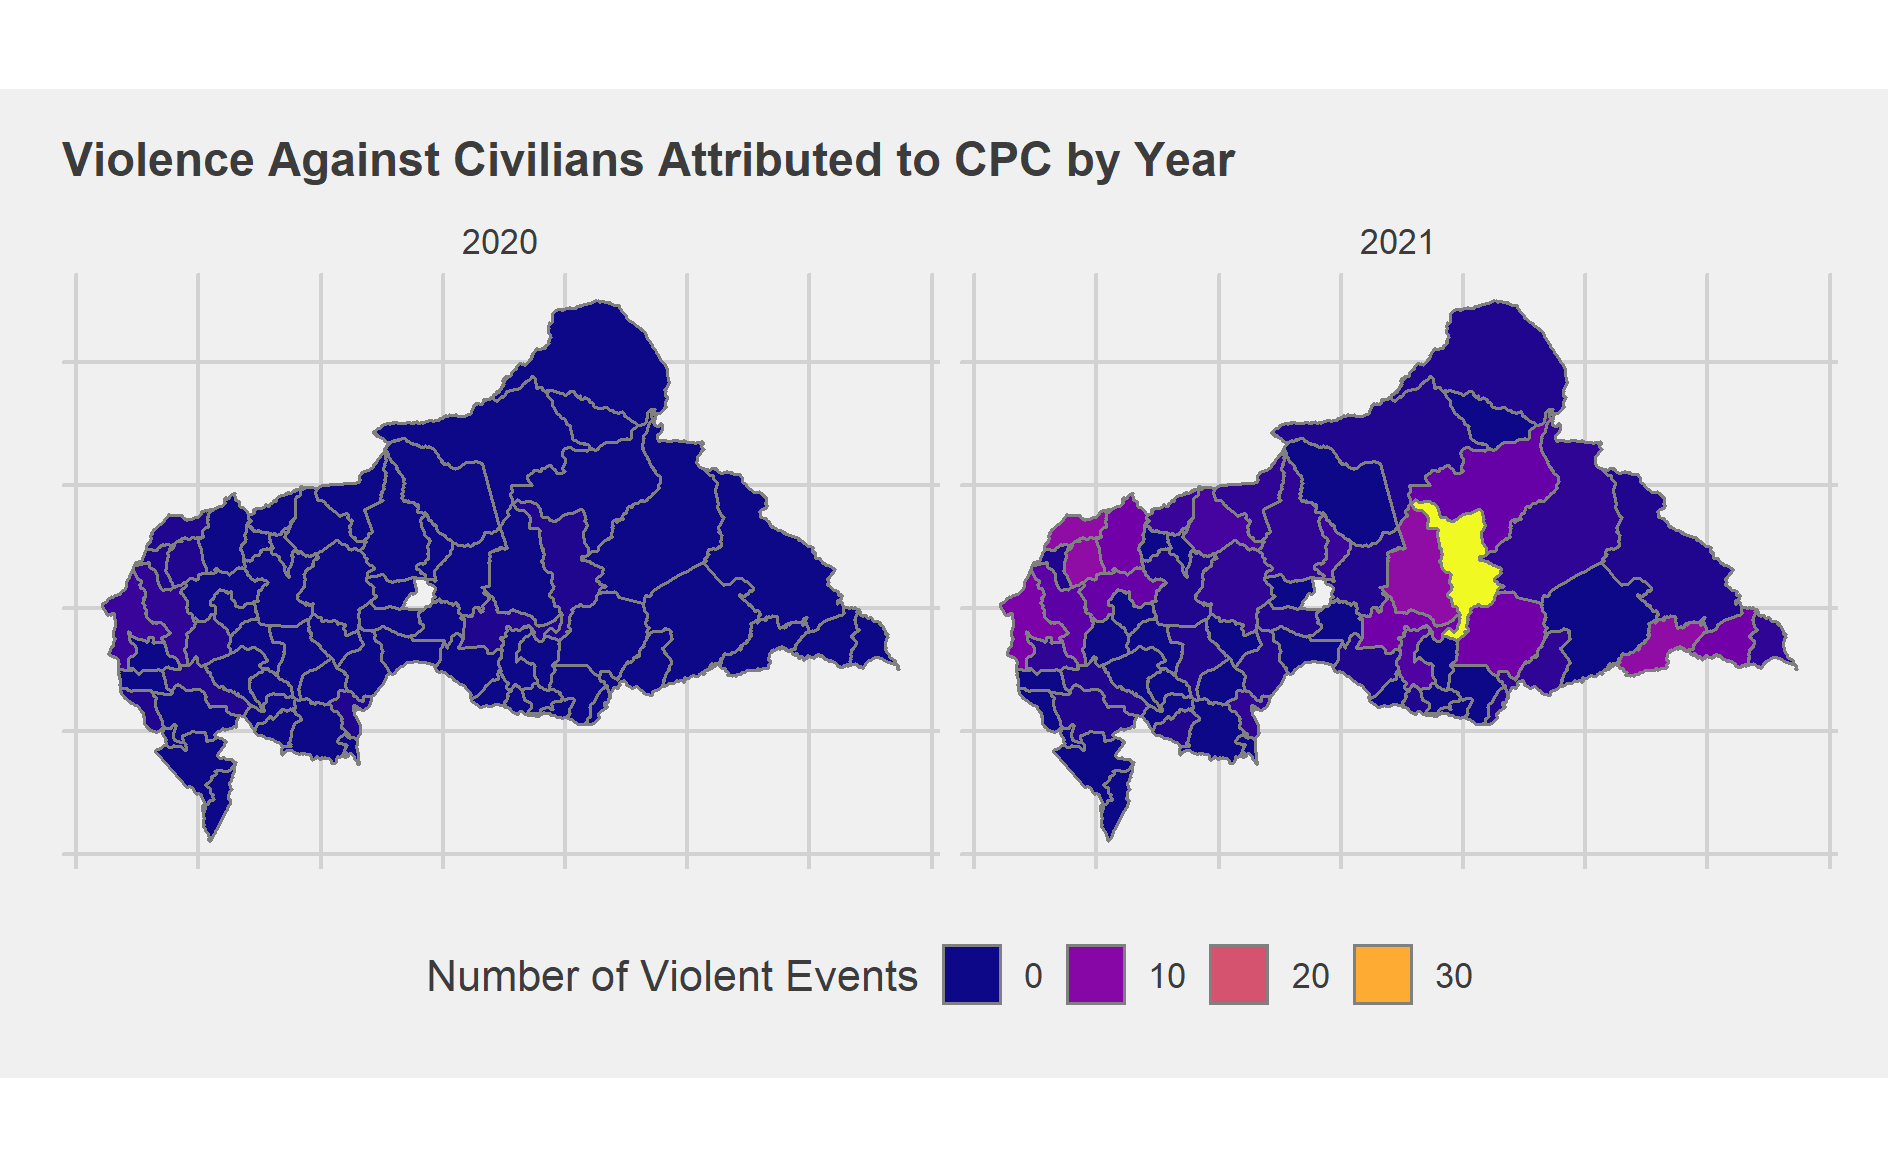 Violence Against Civilians Attributed to CPC by Year
2020
2021
Number of Violent Events 0 10 20 30